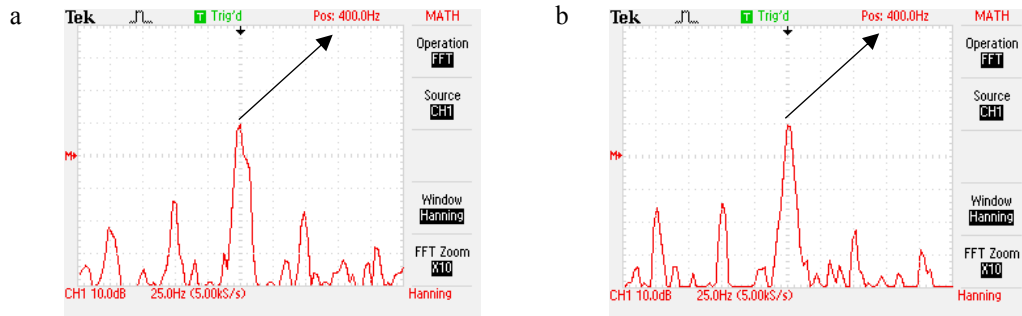 a
Tek T Trig'd Pos: 400.0Hz MATH
Operation
FFT
Source
CH1
M
Window
Hanning
FFT Zoom
X10
CH1 10.0dB 25.0Hz (5.00kS/s) Hanning
b
Tek T Trig'd Pos: 400.0Hz MATH
Operation
FFT
Source
CH1
M
Window
Hanning
FFT Zoom
X10
CH1 10.0dB 25.0Hz (5.00kS/s) Hanning